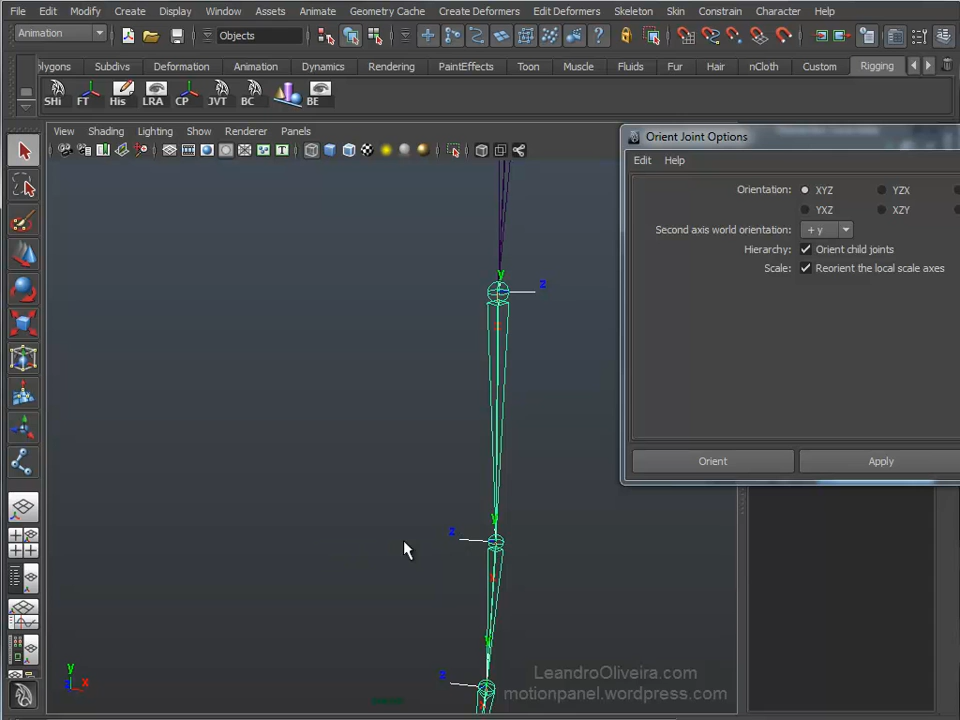 File Edit Modify Create Display Window Assets Animate Geometry Cache Create Deformers Edit Deformers Skeleton Skin Constrain Character Help
Animation Objects
lygons Subdivs Deformation Animation Dynamics Rendering PaintEffects Toon Muscle Fluids Fur Hair nCloth Custom Rigging
SHi FT His LRA CP JVT BC BE
View Shading Lighting Show Renderer Panels
Orient Joint Options
Edit Help
Orientation: XYZ YZX
YXZ XZY
Second axis world orientation: + y
Hierarchy: Orient child joints
Scale: Reorient the local scale axes
Orient Apply
y
z
y
z
y
z
y
x
LeandroOliveira.com
motionpanel.wordpress.com